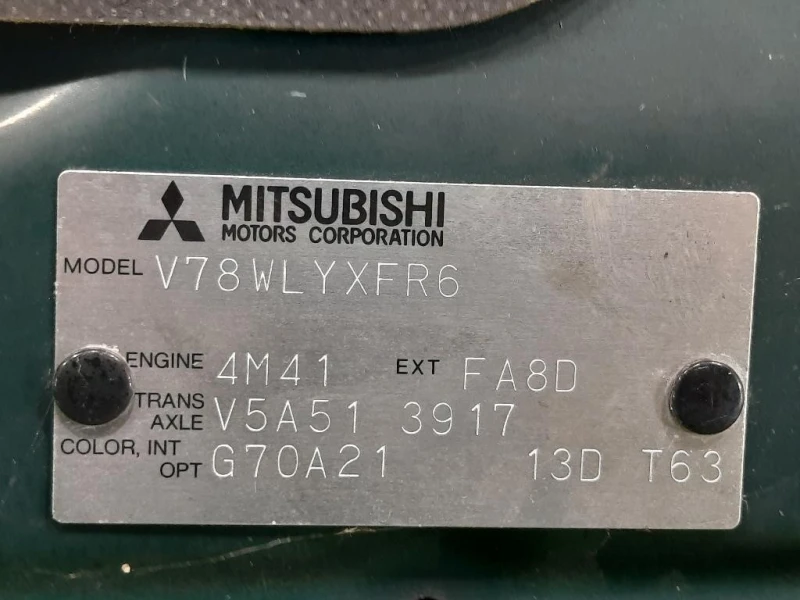 MITSUBISHI
MOTORS CORPORATION
MODEL V78WLYXFR6
ENGINE 4M41 EXT FA8D
TRANS
AXLE V5A51 3917
COLOR, INT
OPT G70A21 13D T63